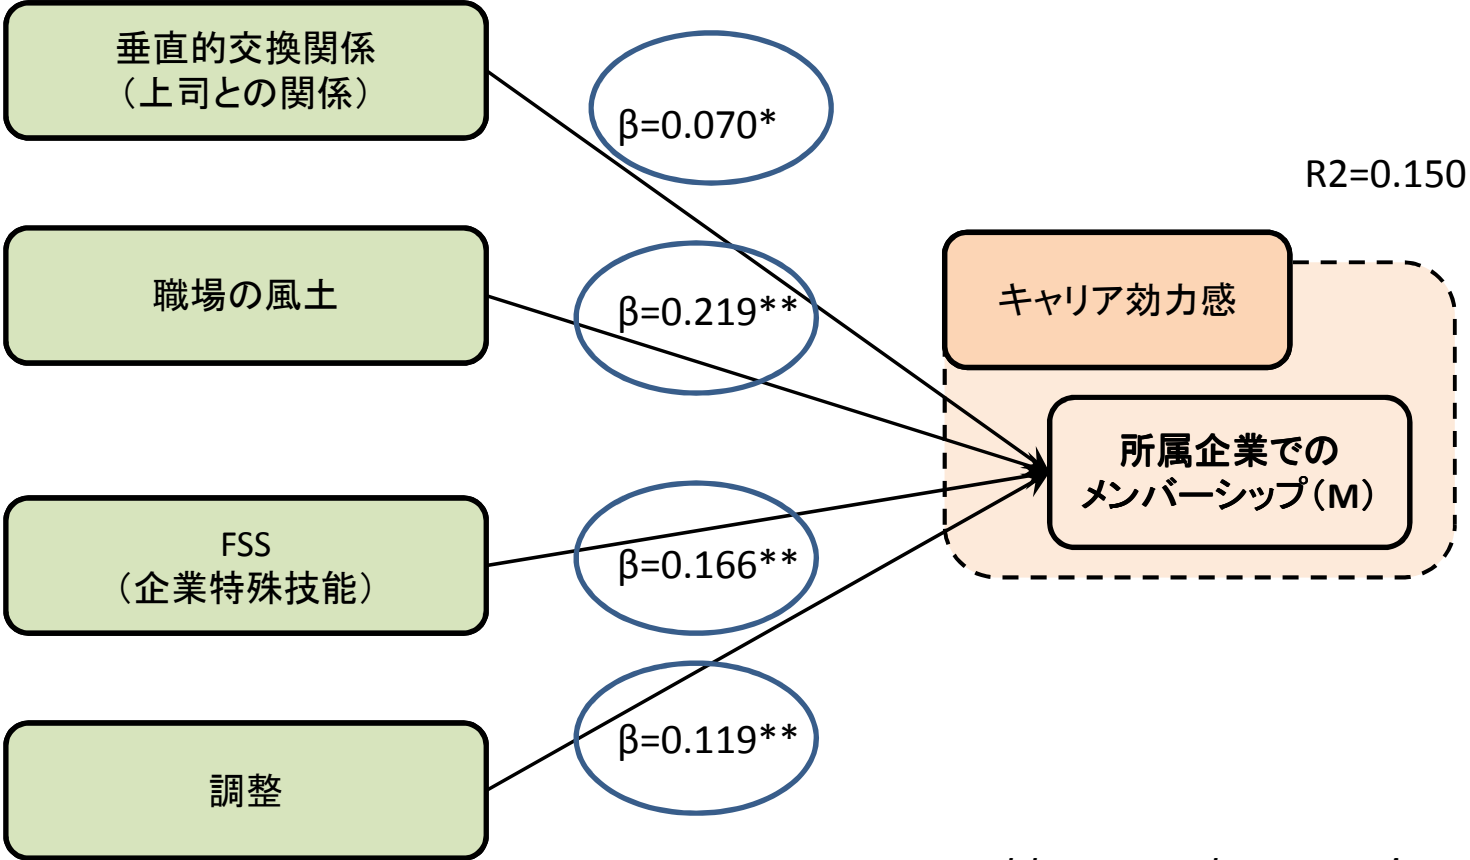 垂直的交換関係
（上司との関係）
β=0.070*
R2=0.150
職場の風土
β=0.219**
キャリア効力感
所属企業での
メンバーシップ（M）
FSS
（企業特殊技能）
β=0.166**
調整
β=0.119**